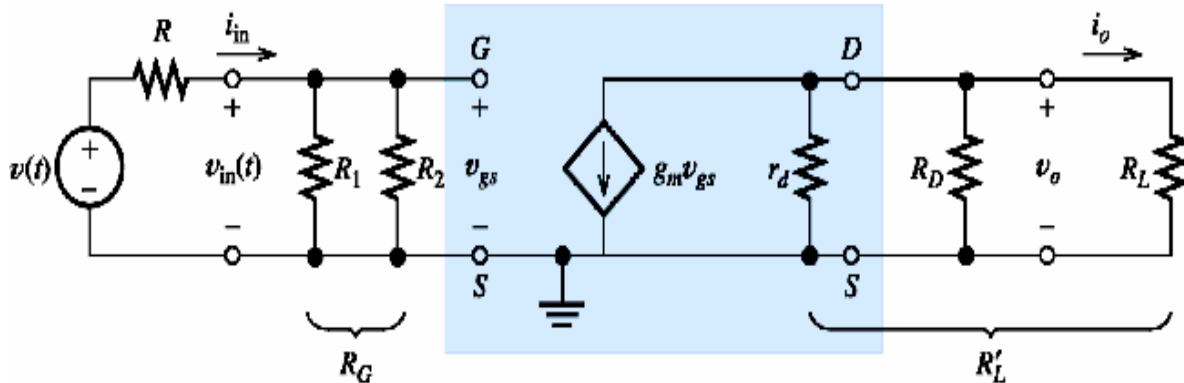 R
i_in
G
D
i_o
+
+
+
+
−
v(t)
v_in(t)
R_1
R_2
v_gs
g_m v_gs
r_d
R_D
v_o
R_L
−
−
−
S
S
R_G
R′_L